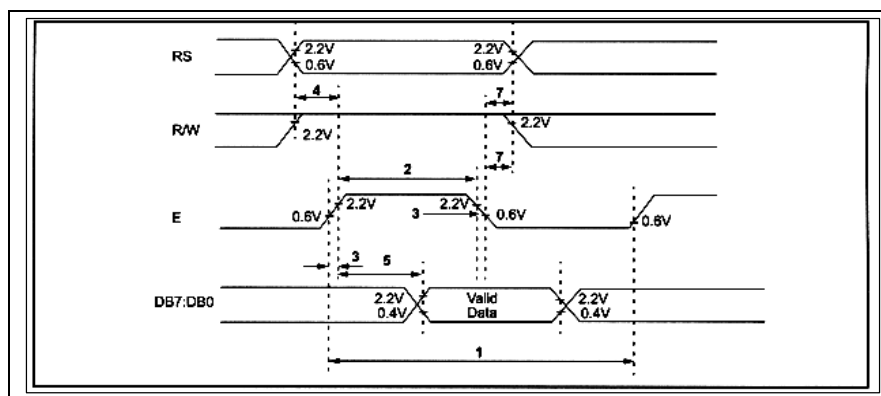 RS
2.2V
0.6V
2.2V
0.6V
4
7
R/W
2.2V
2.2V
7
2
E
0.6V
2.2V
2.2V
3
0.6V
0.6V
3
5
DB7:DB0
2.2V
0.4V
Valid
Data
2.2V
0.4V
1